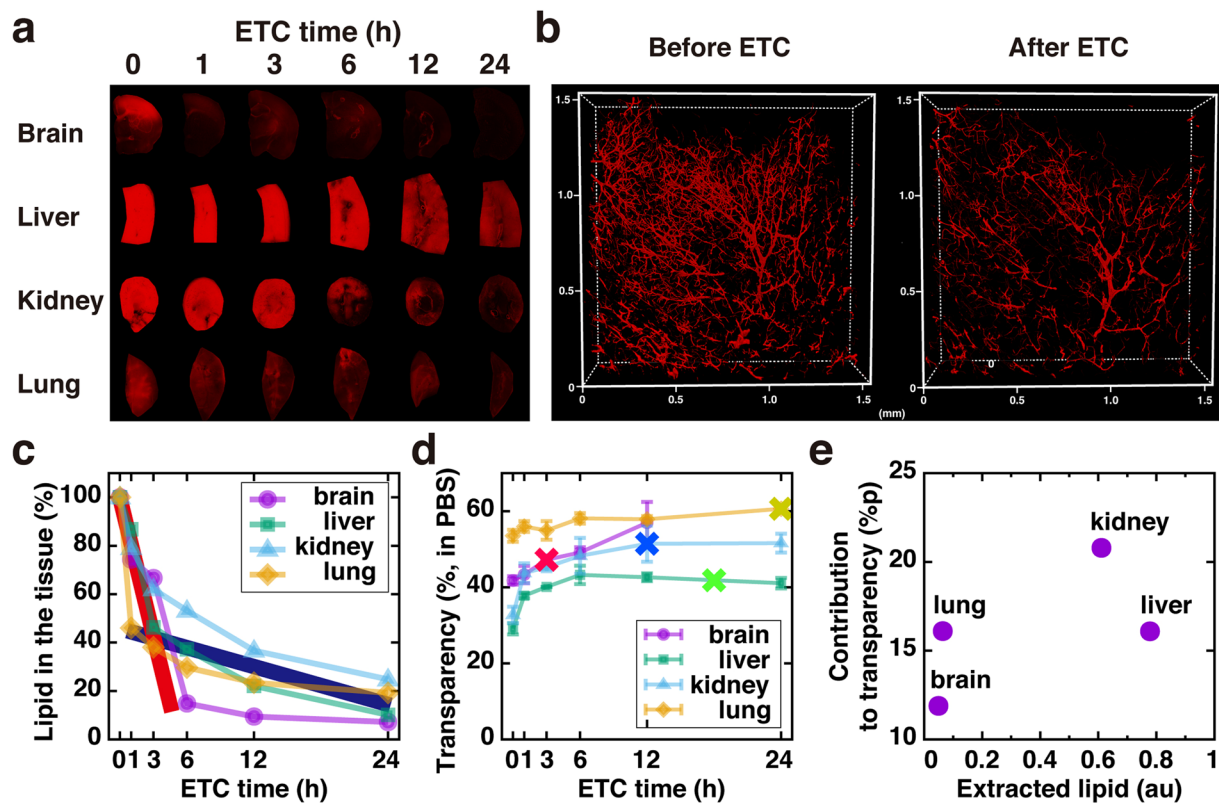 a
ETC time (h)
0 1 3 6 12 24
Brain
Liver
Kidney
Lung
b
Before ETC
After ETC
1.5
1.0
0.5
0
0 0.5 1.0 1.5
(mm)
1.5
1.0
0.5
0
0
0 0.5 1.0 1.5
c
Lipid in the tissue (%)
100
80
60
40
20
0
01 3 6 12 24
ETC time (h)
brain
liver
kidney
lung
d
Transparency (%, in PBS)
60
40
20
0
01 3 6 12 24
ETC time (h)
brain
liver
kidney
lung
e
Contribution
to transparency (%p)
25
20
15
10
0 0.2 0.4 0.6 0.8 1
Extracted lipid (au)
kidney
lung
liver
brain